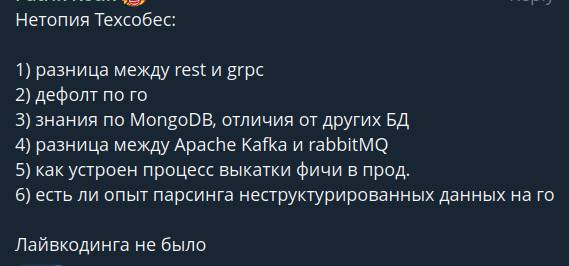 Нетопия Техсобес:
1) разница между rest и grpc
2) дефолт по го
3) знания по MongoDB, отличия от других БД
4) разница между Apache Kafka и rabbitMQ
5) как устроен процесс выкатки фичи в прод.
6) есть ли опыт парсинга неструктурированных данных на го
Лайвкодинга не было